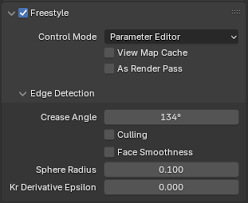 Freestyle
Control Mode Parameter Editor
View Map Cache
As Render Pass
Edge Detection
Crease Angle 134°
Culling
Face Smoothness
Sphere Radius 0.100
Kr Derivative Epsilon 0.000